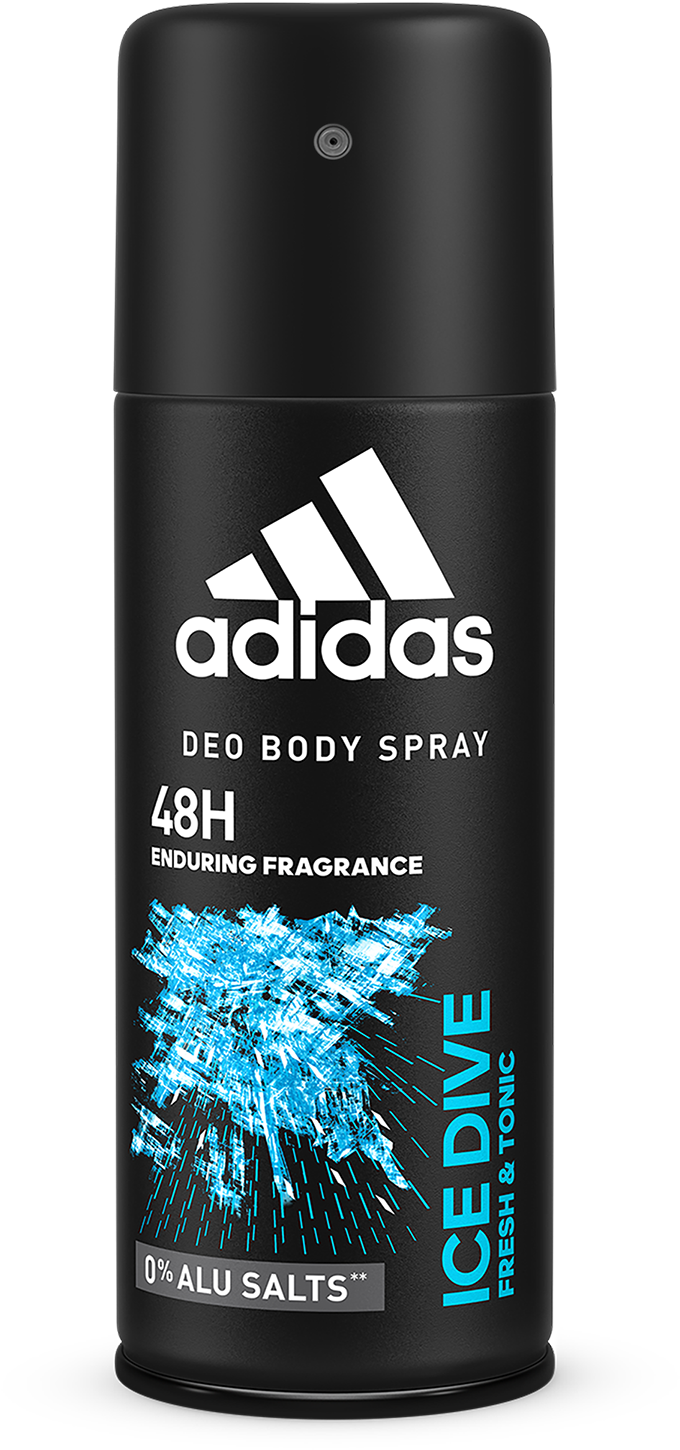 adidas
DEO BODY SPRAY
48H
ENDURING FRAGRANCE
ICE DIVE
FRESH & TONIC
0% ALU SALTS**